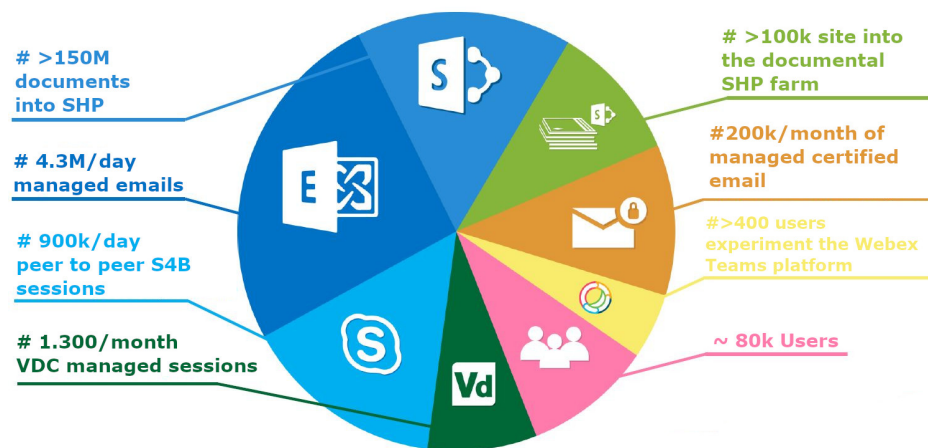 # >150M
documents
into SHP
# 4.3M/day
managed emails
# 900k/day
peer to peer S4B
sessions
# 1.300/month
VDC managed sessions
# >100k site into
the documental
SHP farm
#200k/month of
managed certified
email
#>400 users
experiment the Webex
Teams platform
~ 80k Users
S
S
E
S
Vd